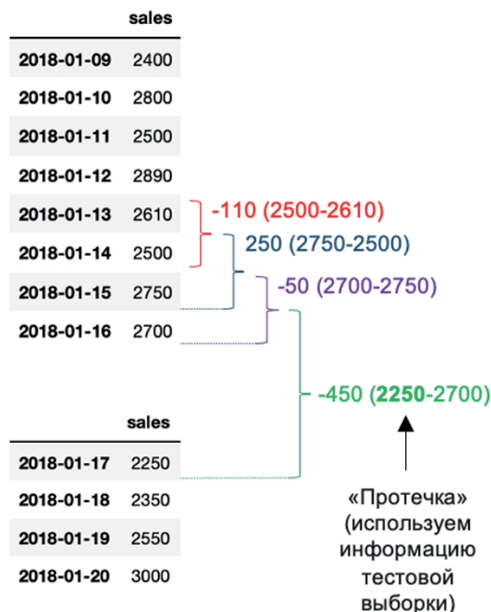 sales
2018-01-09 2400
2018-01-10 2800
2018-01-11 2500
2018-01-12 2890
2018-01-13 2610
-110 (2500-2610)
2018-01-14 2500
250 (2750-2500)
2018-01-15 2750
-50 (2700-2750)
2018-01-16 2700
-450 (2250-2700)
sales
2018-01-17 2250
2018-01-18 2350
2018-01-19 2550
2018-01-20 3000
«Протечка»
(используем
информацию
тестовой
выборки)